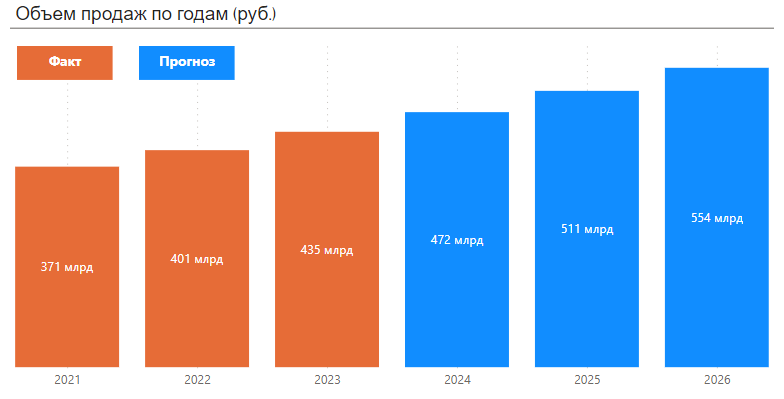 Объем продаж по годам (руб.)
Факт
Прогноз
371 млрд
401 млрд
435 млрд
472 млрд
511 млрд
554 млрд
2021
2022
2023
2024
2025
2026